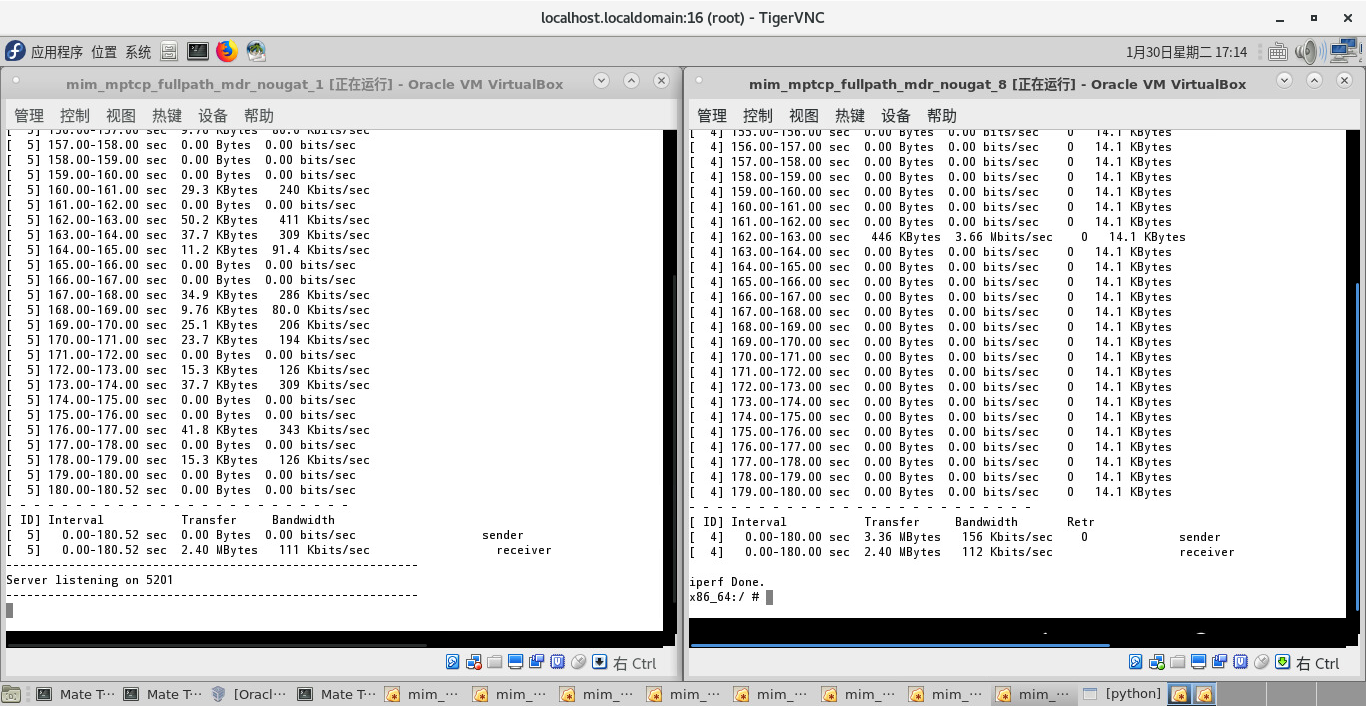 localhost.localdomain:16 (root) - TigerVNC
应用程序 位置 系统
1月30日星期二 17:14
mim_mptcp_fullpath_mdr_nougat_1 [正在运行] - Oracle VM VirtualBox
管理 控制 视图 热键 设备 帮助
[  5] 156.00-157.00 sec  9.76 KBytes  80.0 Kbits/sec
[  5] 157.00-158.00 sec  0.00 Bytes  0.00 bits/sec
[  5] 158.00-159.00 sec  0.00 Bytes  0.00 bits/sec
[  5] 159.00-160.00 sec  0.00 Bytes  0.00 bits/sec
[  5] 160.00-161.00 sec  29.3 KBytes   240 Kbits/sec
[  5] 161.00-162.00 sec  0.00 Bytes  0.00 bits/sec
[  5] 162.00-163.00 sec  50.2 KBytes   411 Kbits/sec
[  5] 163.00-164.00 sec  37.7 KBytes   309 Kbits/sec
[  5] 164.00-165.00 sec  11.2 KBytes  91.4 Kbits/sec
[  5] 165.00-166.00 sec  0.00 Bytes  0.00 bits/sec
[  5] 166.00-167.00 sec  0.00 Bytes  0.00 bits/sec
[  5] 167.00-168.00 sec  34.9 KBytes   286 Kbits/sec
[  5] 168.00-169.00 sec  9.76 KBytes  80.0 Kbits/sec
[  5] 169.00-170.00 sec  25.1 KBytes   206 Kbits/sec
[  5] 170.00-171.00 sec  23.7 KBytes   194 Kbits/sec
[  5] 171.00-172.00 sec  0.00 Bytes  0.00 bits/sec
[  5] 172.00-173.00 sec  15.3 KBytes   126 Kbits/sec
[  5] 173.00-174.00 sec  37.7 KBytes   309 Kbits/sec
[  5] 174.00-175.00 sec  0.00 Bytes  0.00 bits/sec
[  5] 175.00-176.00 sec  0.00 Bytes  0.00 bits/sec
[  5] 176.00-177.00 sec  41.8 KBytes   343 Kbits/sec
[  5] 177.00-178.00 sec  0.00 Bytes  0.00 bits/sec
[  5] 178.00-179.00 sec  15.3 KBytes   126 Kbits/sec
[  5] 179.00-180.00 sec  0.00 Bytes  0.00 bits/sec
[  5] 180.00-180.52 sec  0.00 Bytes  0.00 bits/sec
- - - - - - - - - - - - - - - - - - - - - - - - -
[ ID] Interval           Transfer     Bandwidth
[  5]   0.00-180.52 sec  0.00 Bytes  0.00 bits/sec                  sender
[  5]   0.00-180.52 sec  2.40 MBytes   111 Kbits/sec                  receiver
-----------------------------------------------------------
Server listening on 5201
-----------------------------------------------------------
右 Ctrl
mim_mptcp_fullpath_mdr_nougat_8 [正在运行] - Oracle VM VirtualBox
管理 控制 视图 热键 设备 帮助
[  4] 155.00-156.00 sec  0.00 Bytes  0.00 bits/sec    0   14.1 KBytes
[  4] 156.00-157.00 sec  0.00 Bytes  0.00 bits/sec    0   14.1 KBytes
[  4] 157.00-158.00 sec  0.00 Bytes  0.00 bits/sec    0   14.1 KBytes
[  4] 158.00-159.00 sec  0.00 Bytes  0.00 bits/sec    0   14.1 KBytes
[  4] 159.00-160.00 sec  0.00 Bytes  0.00 bits/sec    0   14.1 KBytes
[  4] 160.00-161.00 sec  0.00 Bytes  0.00 bits/sec    0   14.1 KBytes
[  4] 161.00-162.00 sec  0.00 Bytes  0.00 bits/sec    0   14.1 KBytes
[  4] 162.00-163.00 sec   446 KBytes  3.66 Mbits/sec    0   14.1 KBytes
[  4] 163.00-164.00 sec  0.00 Bytes  0.00 bits/sec    0   14.1 KBytes
[  4] 164.00-165.00 sec  0.00 Bytes  0.00 bits/sec    0   14.1 KBytes
[  4] 165.00-166.00 sec  0.00 Bytes  0.00 bits/sec    0   14.1 KBytes
[  4] 166.00-167.00 sec  0.00 Bytes  0.00 bits/sec    0   14.1 KBytes
[  4] 167.00-168.00 sec  0.00 Bytes  0.00 bits/sec    0   14.1 KBytes
[  4] 168.00-169.00 sec  0.00 Bytes  0.00 bits/sec    0   14.1 KBytes
[  4] 169.00-170.00 sec  0.00 Bytes  0.00 bits/sec    0   14.1 KBytes
[  4] 170.00-171.00 sec  0.00 Bytes  0.00 bits/sec    0   14.1 KBytes
[  4] 171.00-172.00 sec  0.00 Bytes  0.00 bits/sec    0   14.1 KBytes
[  4] 172.00-173.00 sec  0.00 Bytes  0.00 bits/sec    0   14.1 KBytes
[  4] 173.00-174.00 sec  0.00 Bytes  0.00 bits/sec    0   14.1 KBytes
[  4] 174.00-175.00 sec  0.00 Bytes  0.00 bits/sec    0   14.1 KBytes
[  4] 175.00-176.00 sec  0.00 Bytes  0.00 bits/sec    0   14.1 KBytes
[  4] 176.00-177.00 sec  0.00 Bytes  0.00 bits/sec    0   14.1 KBytes
[  4] 177.00-178.00 sec  0.00 Bytes  0.00 bits/sec    0   14.1 KBytes
[  4] 178.00-179.00 sec  0.00 Bytes  0.00 bits/sec    0   14.1 KBytes
[  4] 179.00-180.00 sec  0.00 Bytes  0.00 bits/sec    0   14.1 KBytes
- - - - - - - - - - - - - - - - - - - - - - - - -
[ ID] Interval           Transfer     Bandwidth       Retr
[  4]   0.00-180.00 sec  3.36 MBytes   156 Kbits/sec    0             sender
[  4]   0.00-180.00 sec  2.40 MBytes   112 Kbits/sec                  receiver
iperf Done.
x86_64:/ #
右 Ctrl
Mate T… Mate T… [Oracl… Mate T… mim_… mim_… mim_… mim_… mim_… mim_… mim_… mim_… [python]